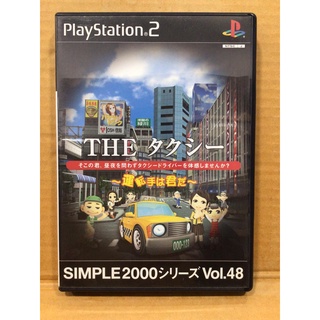 PlayStation 2
THE タクシー
そこの君、昼夜を問わずタクシードライバーを体感しませんか？
～運転手は君だ～
000-123
SIMPLE2000シリーズ Vol.48